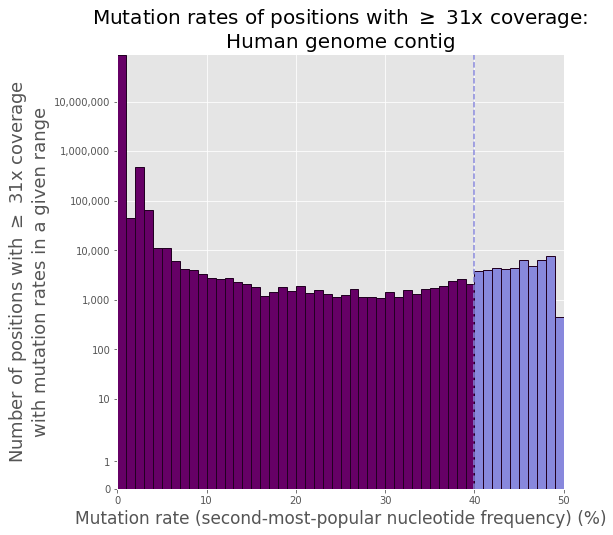 Mutation rates of positions with ≥ 31x coverage:
Human genome contig
Number of positions with ≥ 31x coverage
with mutation rates in a given range
10,000,000
1,000,000
100,000
10,000
1,000
100
10
1
0
0 10 20 30 40 50
Mutation rate (second-most-popular nucleotide frequency) (%)